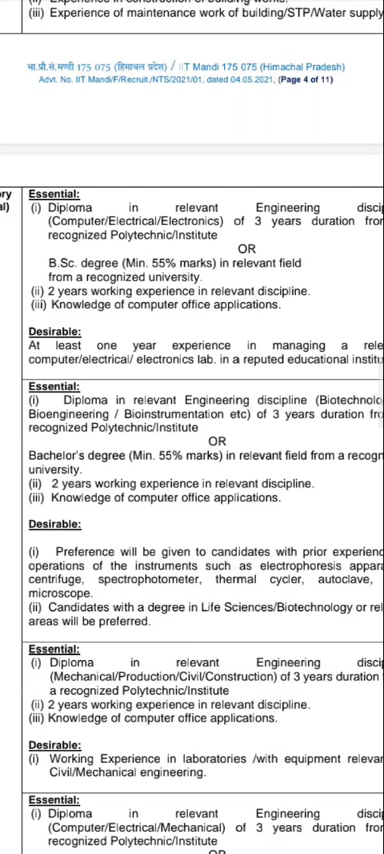 (iii) Experience of maintenance work of building/STP/Water supply
भा.प्रौ.सं.मण्डी 175 075 (हिमाचल प्रदेश) / IIT Mandi 175 075 (Himachal Pradesh)
Advt. No. IIT Mandi/F/Recruit./NTS/2021/01, dated 04.05.2021, (Page 4 of 11)
Essential:
(i) Diploma in relevant Engineering
(Computer/Electrical/Electronics) of 3 years duration
recognized Polytechnic/Institute
OR
B.Sc. degree (Min. 55% marks) in relevant field
from a recognized university.
(ii) 2 years working experience in relevant discipline.
(iii) Knowledge of computer office applications.
Desirable:
At least one year experience in managing a
computer/electrical/ electronics lab. in a reputed educational
Essential:
(i) Diploma in relevant Engineering discipline
Bioengineering / Bioinstrumentation etc) of 3 years duration
recognized Polytechnic/Institute
OR
Bachelor's degree (Min. 55% marks) in relevant field from a
university.
(ii) 2 years working experience in relevant discipline.
(iii) Knowledge of computer office applications.
Desirable:
(i) Preference will be given to candidates with prior
operations of the instruments such as electrophoresis
centrifuge, spectrophotometer, thermal cycler, autoclave,
microscope.
(ii) Candidates with a degree in Life Sciences/Biotechnology or
areas will be preferred.
Essential:
(i) Diploma in relevant Engineering
(Mechanical/Production/Civil/Construction) of 3 years duration
a recognized Polytechnic/Institute
(ii) 2 years working experience in relevant discipline.
(iii) Knowledge of computer office applications.
Desirable:
(i) Working Experience in laboratories /with equipment
Civil/Mechanical engineering.
Essential:
(i) Diploma in relevant Engineering
(Computer/Electrical/Mechanical) of 3 years duration
recognized Polytechnic/Institute